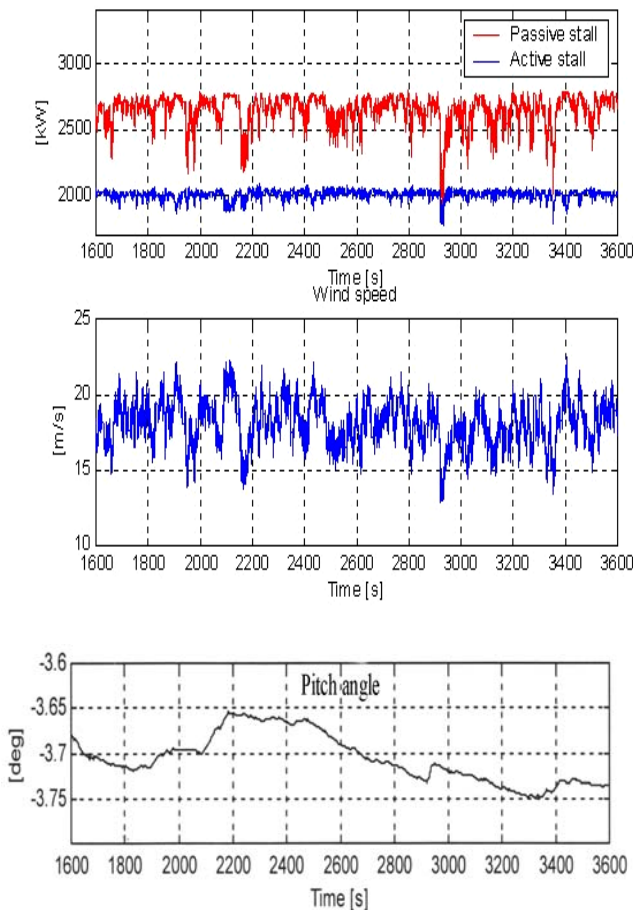 Passive stall
Active stall
3000
2500
2000
[kW]
1600 1800 2000 2200 2400 2600 2800 3000 3200 3400 3600
Time [s]
Wind speed
25
20
15
10
[m/s]
1600 1800 2000 2200 2400 2600 2800 3000 3200 3400 3600
Time [s]
-3.6
Pitch angle
-3.65
-3.7
-3.75
[deg]
1600 1800 2000 2200 2400 2600 2800 3000 3200 3400 3600
Time [s]